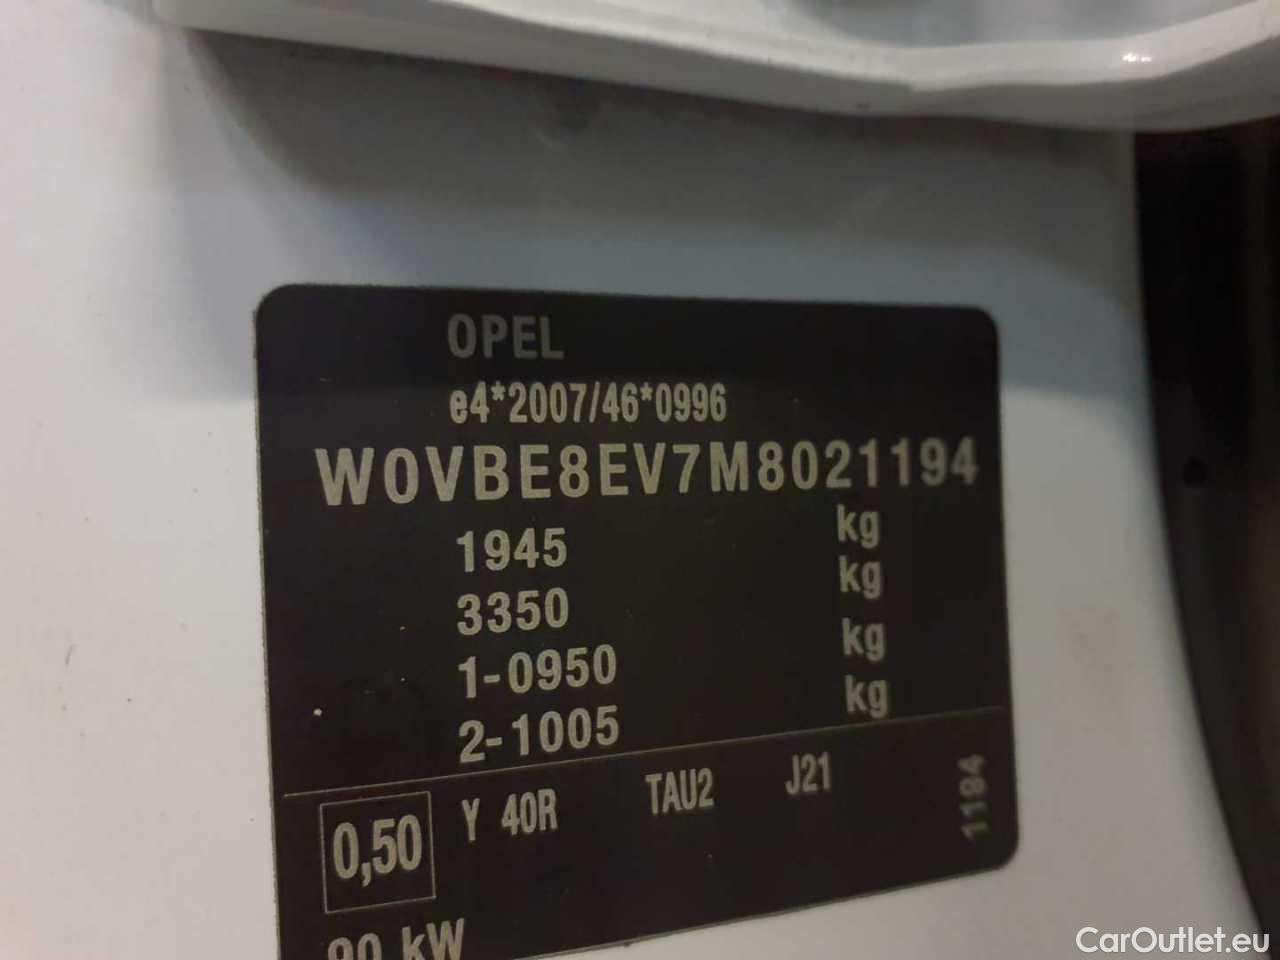 OPEL
e4*2007/46*0996
W0VBE8EV7M8021194
1945 kg
3350 kg
1-0950 kg
2-1005 kg
0,50 Y 40R TAU2 J21
1194
kW
CarOutlet.eu